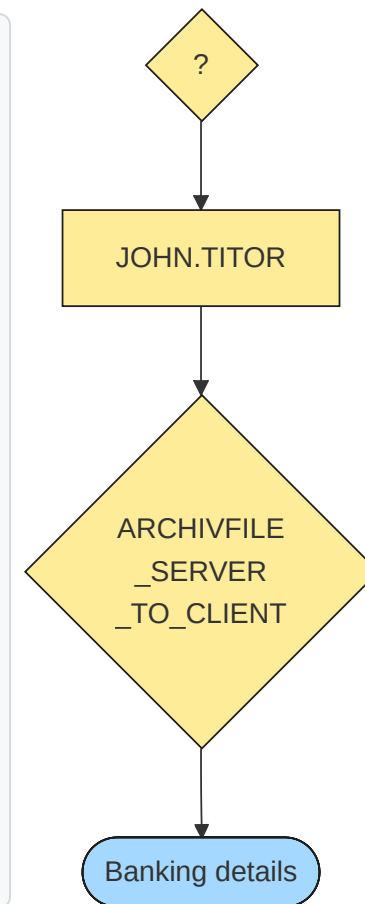 ?
JOHN.TITOR
ARCHIVFILE
_SERVER
_TO_CLIENT
Banking details